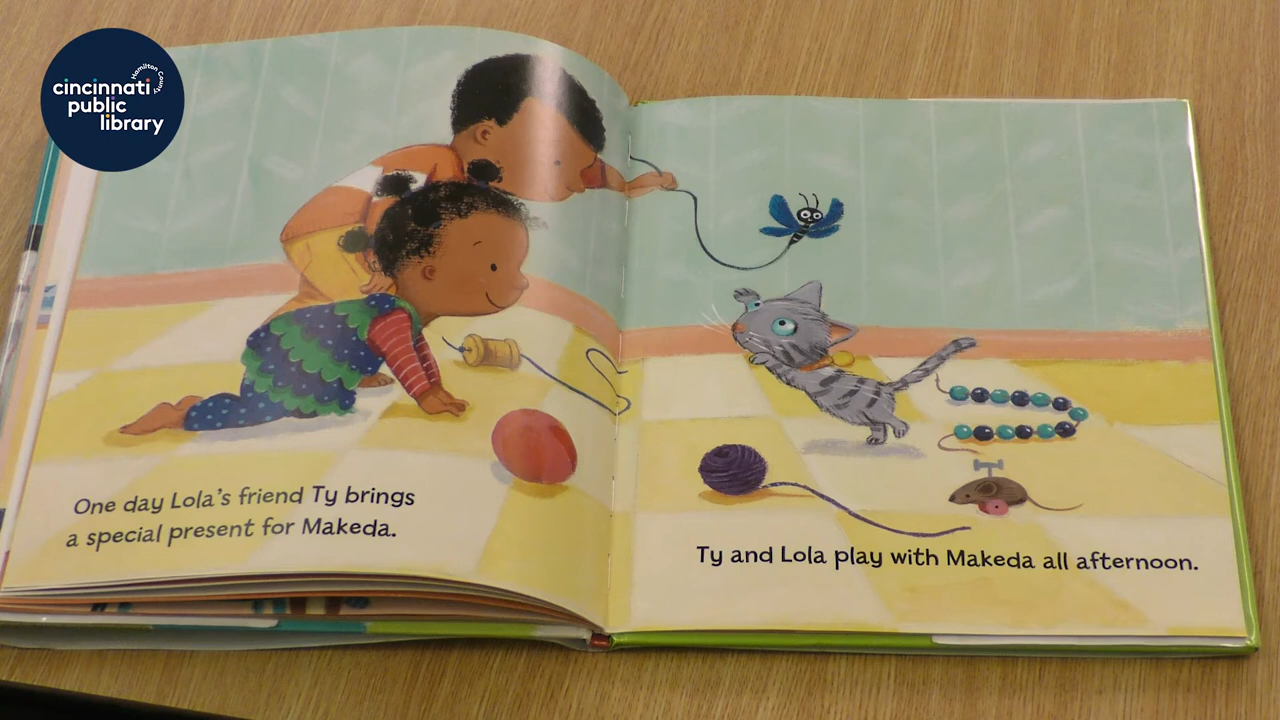 cincinnati
public
library
Hamilton County
One day Lola's friend Ty brings
a special present for Makeda.
Ty and Lola play with Makeda all afternoon.